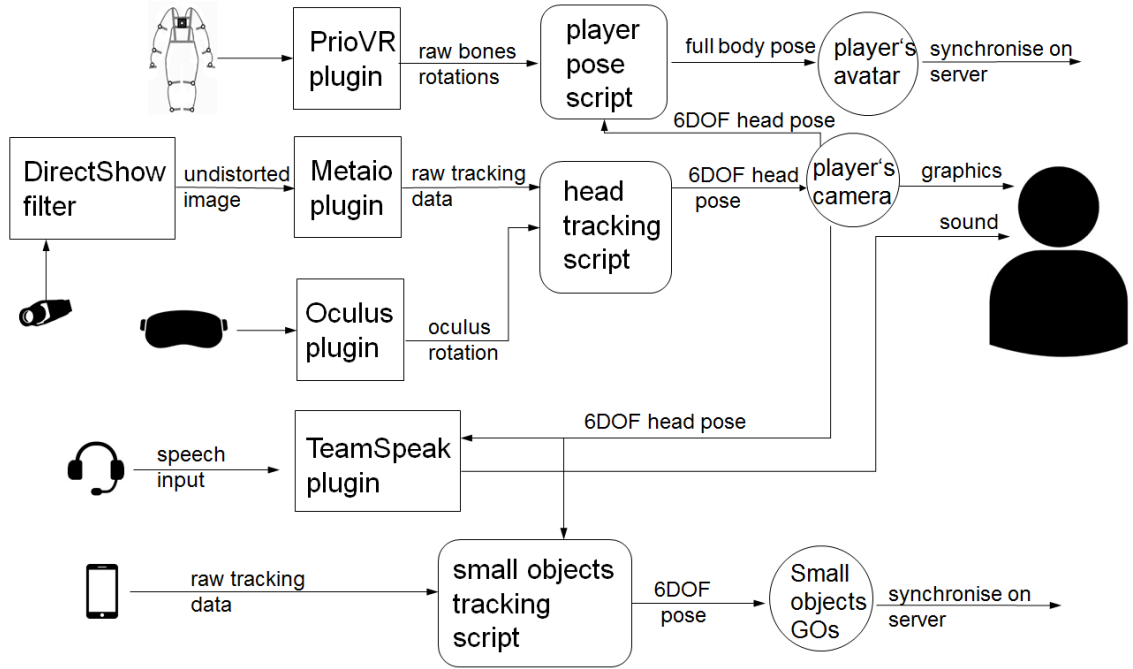 PrioVR
plugin
raw bones
rotations
player
pose
script
full body pose
player‘s
avatar
synchronise on
server
6DOF head pose
DirectShow
filter
undistorted
image
Metaio
plugin
raw tracking
data
head
tracking
script
6DOF head
pose
player‘s
camera
graphics
sound
Oculus
plugin
oculus
rotation
6DOF head pose
speech
input
TeamSpeak
plugin
raw tracking
data
small objects
tracking
script
6DOF
pose
Small
objects
GOs
synchronise on
server